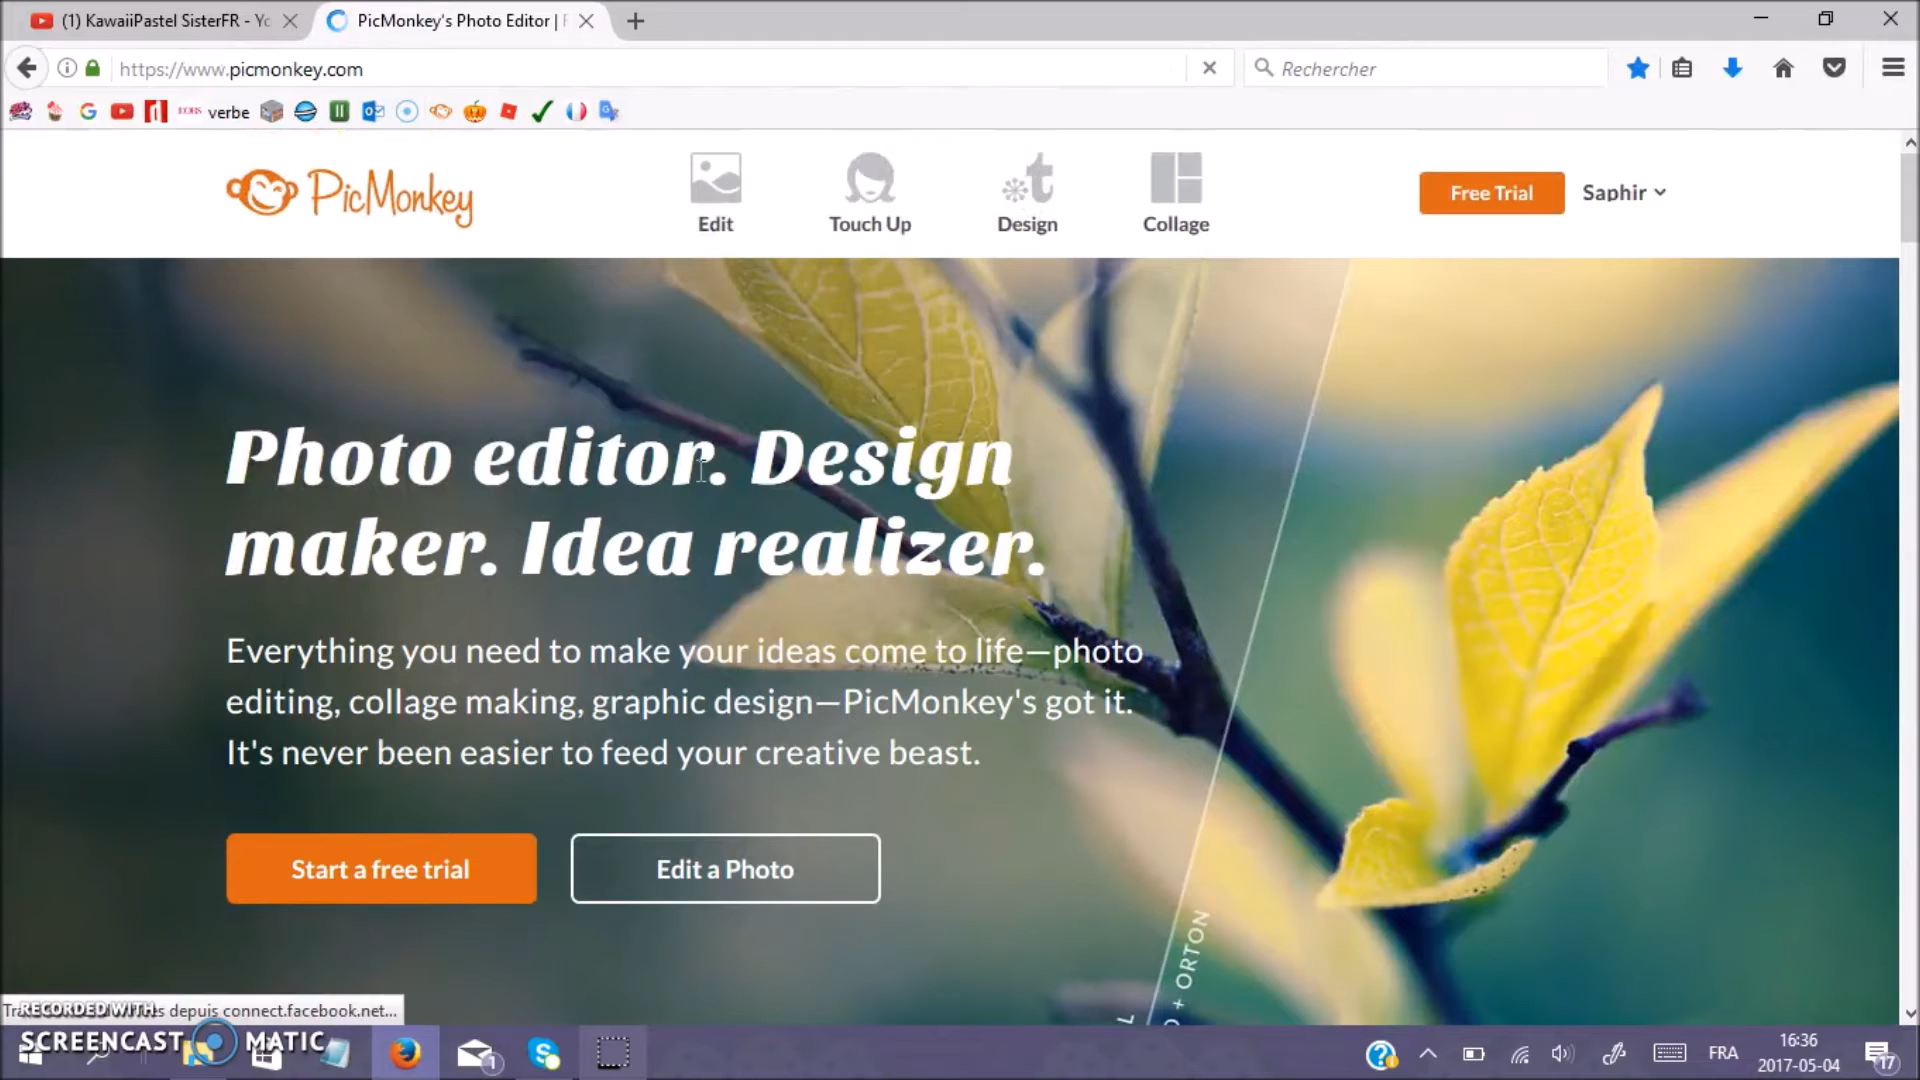 (1) KawaiiPastel SisterFR - Yo
PicMonkey's Photo Editor | F
https://www.picmonkey.com
Rechercher
verbe
PicMonkey
Edit
Touch Up
Design
Collage
Free Trial
Saphir
Photo editor. Design
maker. Idea realizer.
Everything you need to make your ideas come to life—photo
editing, collage making, graphic design—PicMonkey's got it.
It's never been easier to feed your creative beast.
Start a free trial
Edit a Photo
+ ORTON
RECORDED WITH
es depuis connect.facebook.net...
SCREENCAST MATIC
1
FRA
16:36
2017-05-04
17